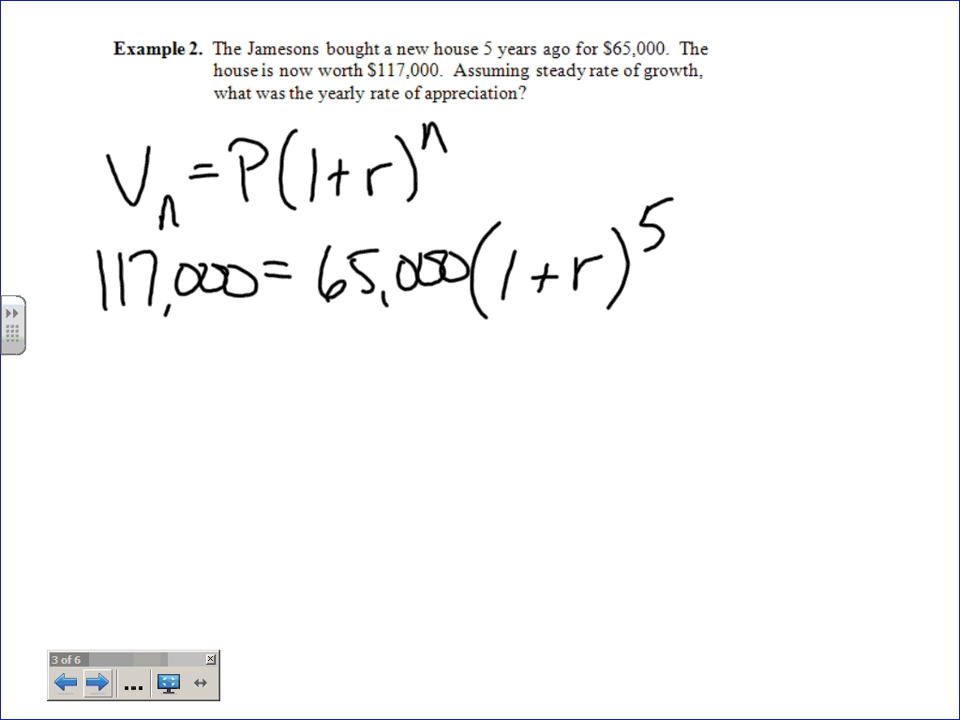 Example 2. The Jamesons bought a new house 5 years ago for $65,000. The
house is now worth $117,000. Assuming steady rate of growth,
what was the yearly rate of appreciation?
Vₙ = P(1+r)ⁿ
117,000 = 65,000(1+r)⁵
3 of 6
...